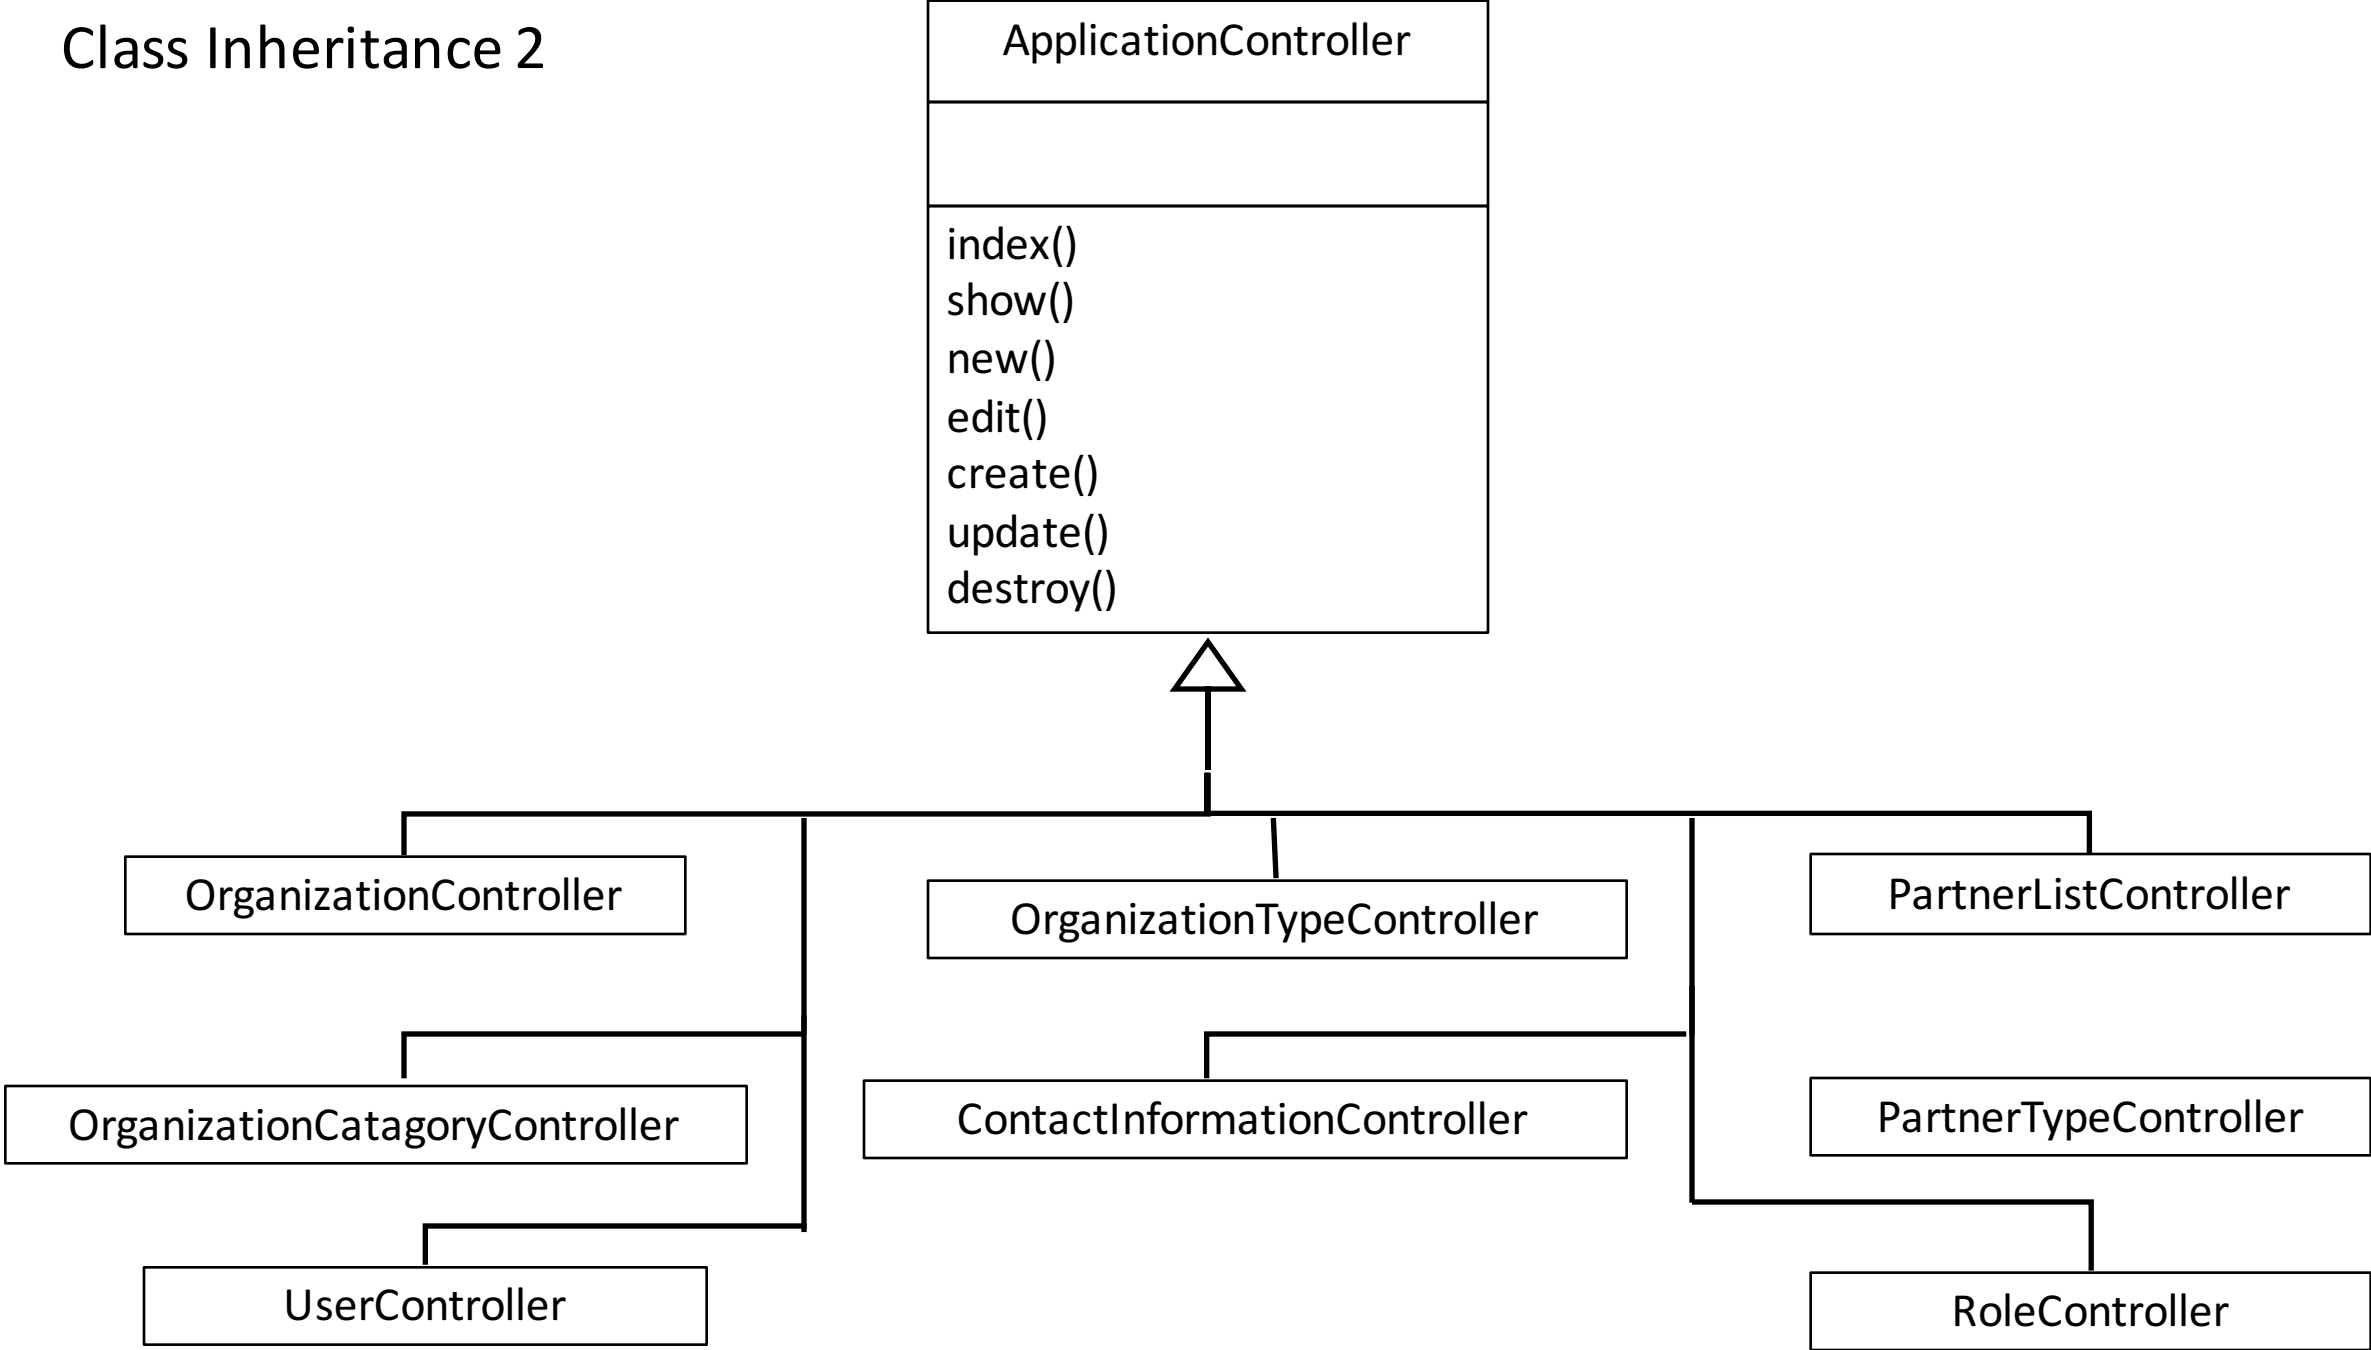 Class Inheritance 2
ApplicationController
index()
show()
new()
edit()
create()
update()
destroy()
OrganizationController
OrganizationTypeController
PartnerListController
OrganizationCatagoryController
ContactInformationController
PartnerTypeController
UserController
RoleController